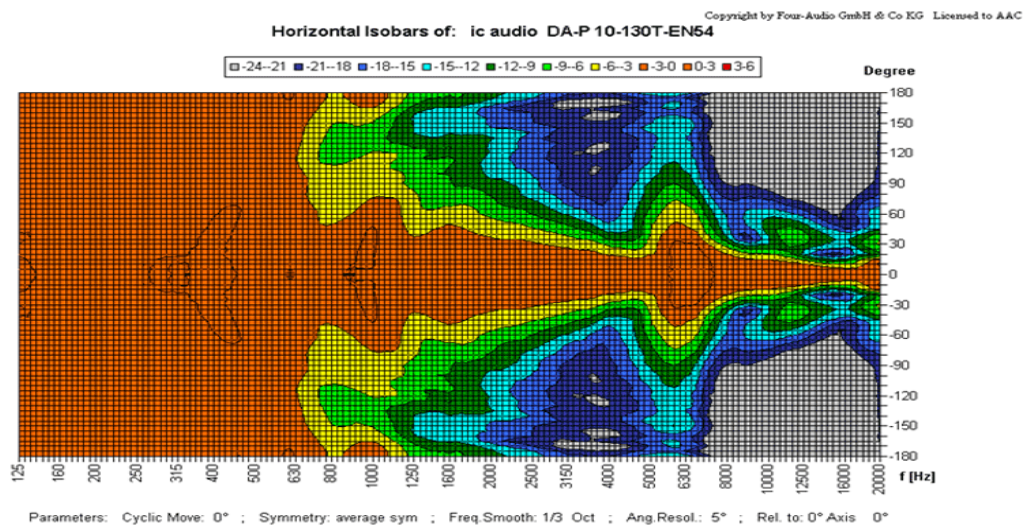 Copyright by Four-Audio GmbH & Co KG Licensed to AAC
Horizontal Isobars of: ic audio DA-P 10-130T-EN54
-24--21 -21--18 -18--15 -15--12 -12--9 -9--6 -6--3 -3-0 0-3 3-6
Degree
180
150
120
90
60
30
0
-30
-60
-90
-120
-150
-180
125 160 200 250 315 400 500 630 800 1000 1250 1600 2000 2500 3150 4000 5000 6300 8000 10000 12500 16000 20000 f [Hz]
Parameters: Cyclic Move: 0° ; Symmetry: average sym ; Freq.Smooth: 1/3 Oct ; Ang.Resol.: 5° ; Rel. to: 0° Axis 0°